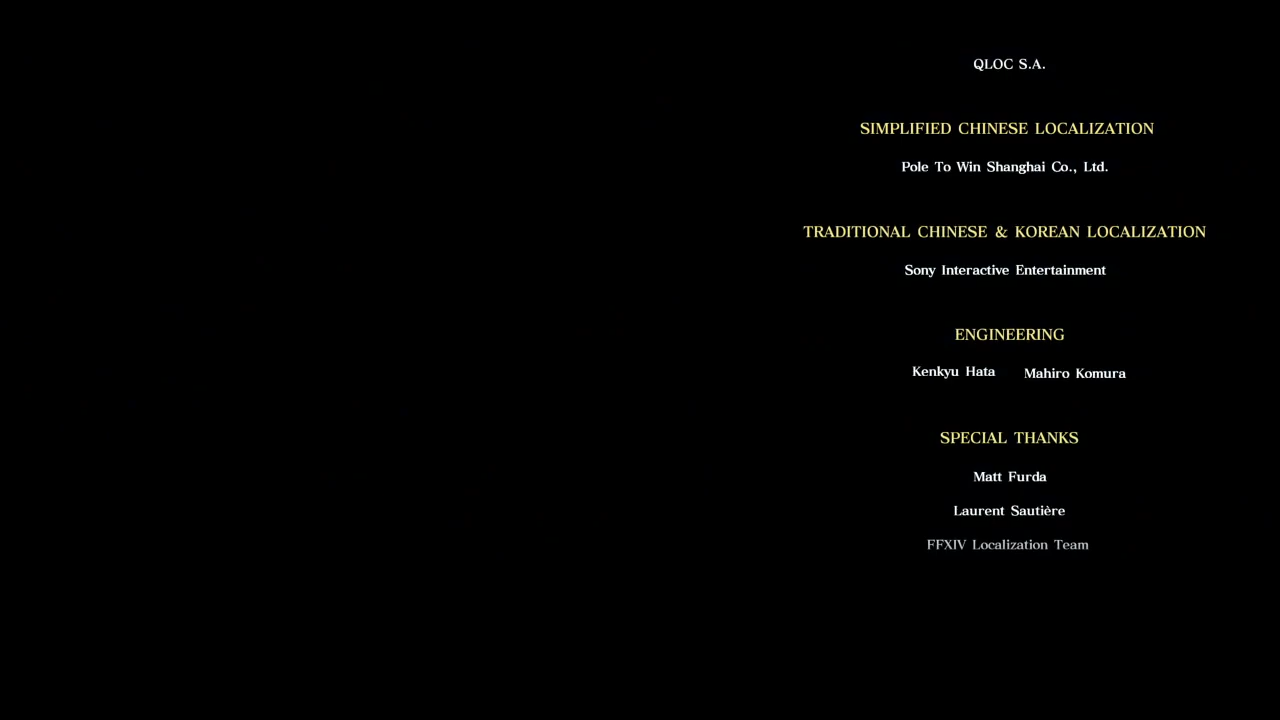 QLOC S.A.
SIMPLIFIED CHINESE LOCALIZATION
Pole To Win Shanghai Co., Ltd.
TRADITIONAL CHINESE & KOREAN LOCALIZATION
Sony Interactive Entertainment
ENGINEERING
Kenkyu Hata Mahiro Komura
SPECIAL THANKS
Matt Furda
Laurent Sautière
FFXIV Localization Team